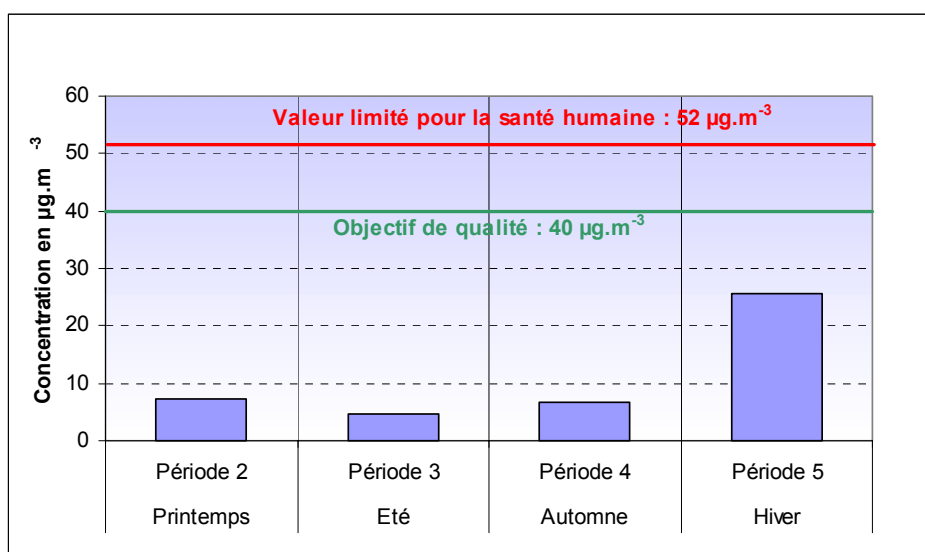 Concentration en µg.m⁻³
60
50
40
30
20
10
0
Valeur limité pour la santé humaine : 52 µg.m⁻³
Objectif de qualité : 40 µg.m⁻³
Période 2 Période 3 Période 4 Période 5
Printemps Eté Automne Hiver